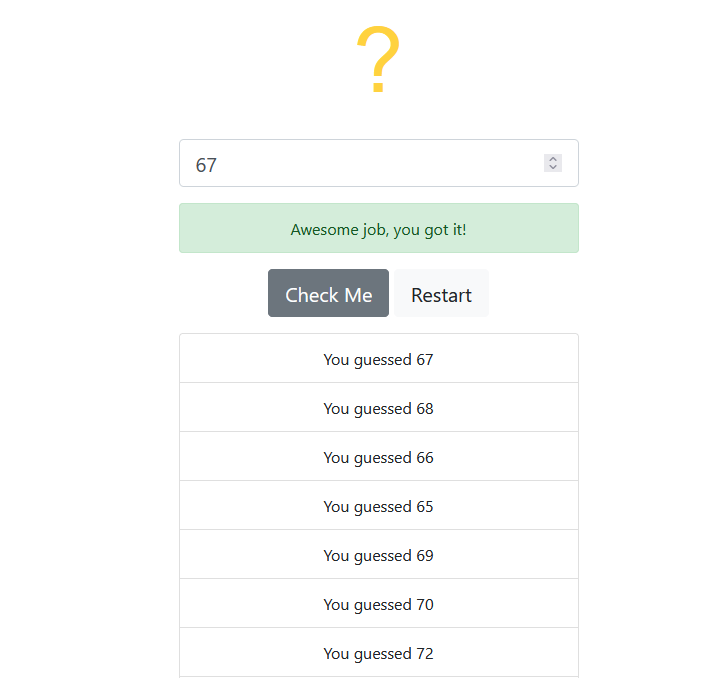 ?
67
Awesome job, you got it!
Check Me Restart
You guessed 67
You guessed 68
You guessed 66
You guessed 65
You guessed 69
You guessed 70
You guessed 72